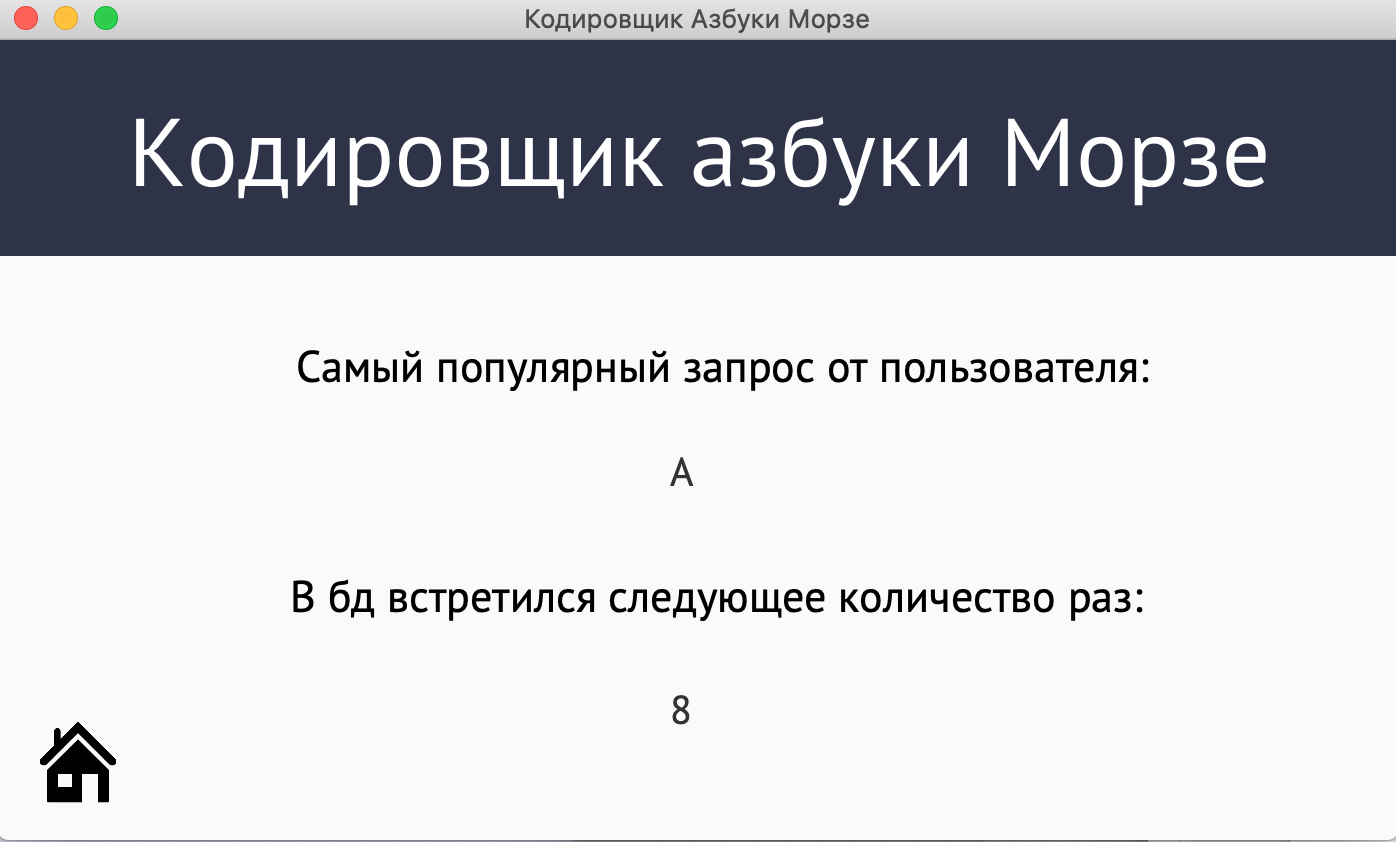 Кодировщик Азбуки Морзе
Кодировщик азбуки Морзе
Самый популярный запрос от пользователя:
А
В бд встретился следующее количество раз:
8